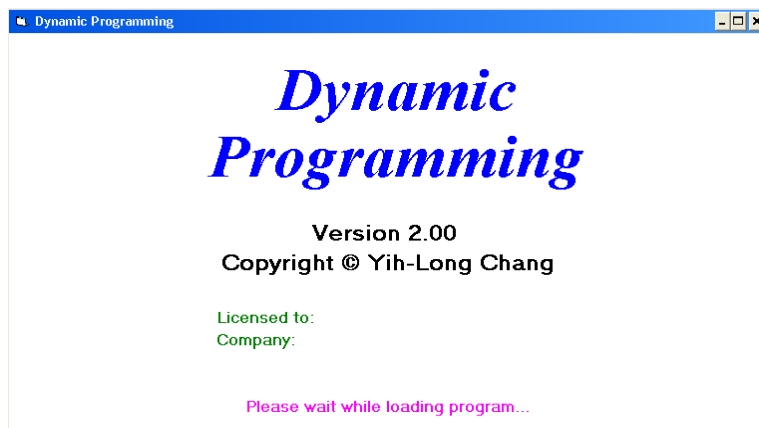 Dynamic Programming
Dynamic
Programming
Version 2.00
Copyright © Yih-Long Chang
Licensed to:
Company:
Please wait while loading program...